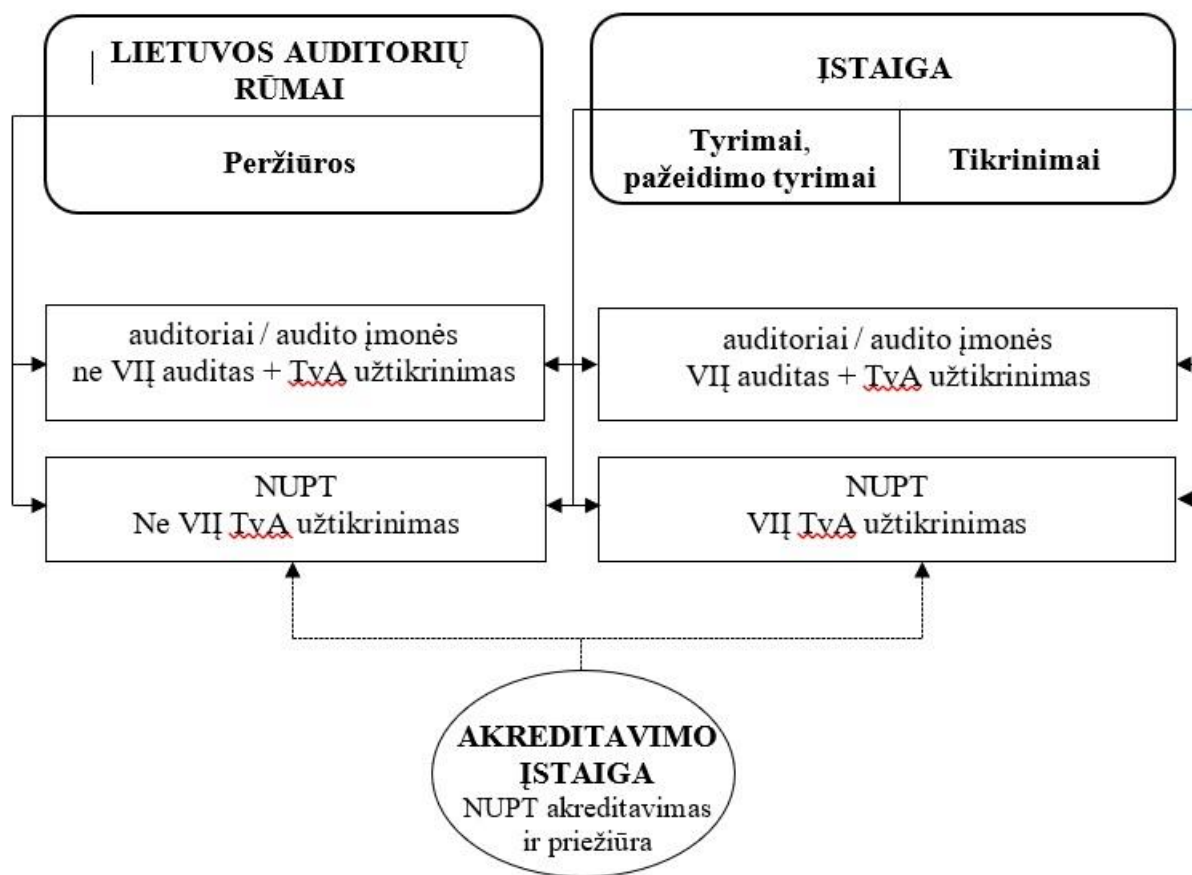 LIETUVOS AUDITORIŲ
RŪMAI
Peržiūros
ĮSTAIGA
Tyrimai,
pažeidimo tyrimai
Tikrinimai
auditoriai / audito įmonės
ne VIĮ auditas + TvA užtikrinimas
auditoriai / audito įmonės
VIĮ auditas + TvA užtikrinimas
NUPT
Ne VIĮ TvA užtikrinimas
NUPT
VIĮ TvA užtikrinimas
AKREDITAVIMO
ĮSTAIGA
NUPT akreditavimas
ir priežiūra